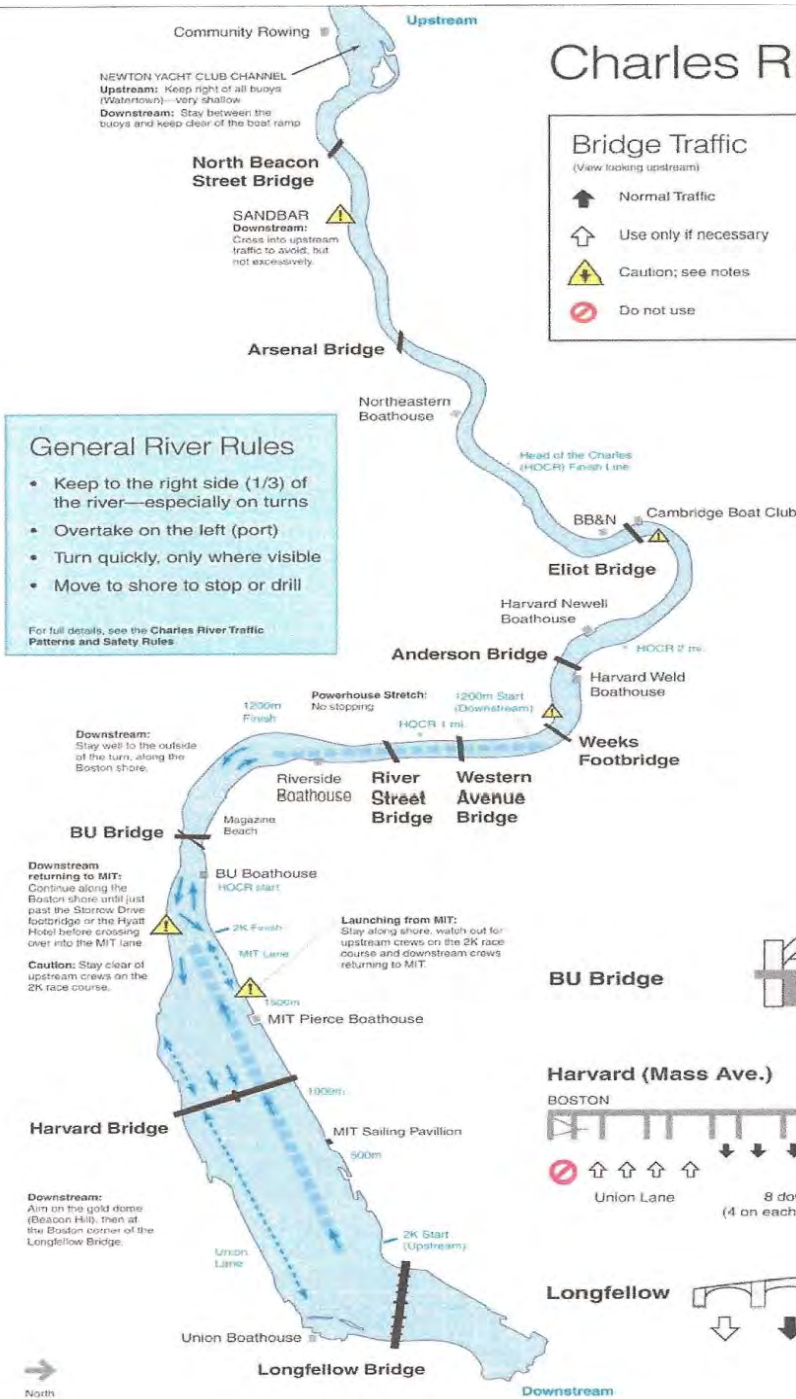 Upstream
Community Rowing
NEWTON YACHT CLUB CHANNEL
Upstream: Keep right of all buoys
(Watertown)—very shallow
Downstream: Stay between the
buoys and keep clear of the boat ramp
Charles R
Bridge Traffic
(View looking upstream)
Normal Traffic
Use only if necessary
Caution; see notes
Do not use
North Beacon
Street Bridge
SANDBAR
Downstream:
Cross into upstream
traffic to avoid, but
not excessively.
Arsenal Bridge
Northeastern
Boathouse
General River Rules
• Keep to the right side (1/3) of
the river—especially on turns
• Overtake on the left (port)
• Turn quickly, only where visible
• Move to shore to stop or drill
For full details, see the Charles River Traffic
Patterns and Safety Rules
Head of the Charles
(HOCR) Finish Line
BB&N
Cambridge Boat Club
Eliot Bridge
Harvard Newell
Boathouse
HOCR 2 mi.
Anderson Bridge
Harvard Weld
Boathouse
Powerhouse Stretch:
No stopping
1200m Start
(Downstream)
1200m
Finish
HOCR 1 mi.
Weeks
Footbridge
Downstream:
Stay well to the outside
of the turn, along the
Boston shore.
Riverside
Boathouse
River
Street
Bridge
Western
Avenue
Bridge
BU Bridge
Magazine
Beach
Downstream
returning to MIT:
Continue along the
Boston shore until just
past the Storrow Drive
footbridge or the Hyatt
Hotel before crossing
over into the MIT lane
Caution: Stay clear of
upstream crews on the
2K race course.
BU Boathouse
HOCR start
2K Finish
MIT Lane
Launching from MIT:
Stay along shore, watch out for
upstream crews on the 2K race
course and downstream crews
returning to MIT.
1500m
MIT Pierce Boathouse
BU Bridge
Harvard (Mass Ave.)
BOSTON
Union Lane
8 do
(4 on each
1000m
Harvard Bridge
MIT Sailing Pavillion
500m
Downstream:
Aim on the gold dome
(Beacon Hill), then at
the Boston corner of the
Longfellow Bridge.
Union
Lane
2K Start
(Upstream)
Longfellow
Union Boathouse
Longfellow Bridge
North
Downstream